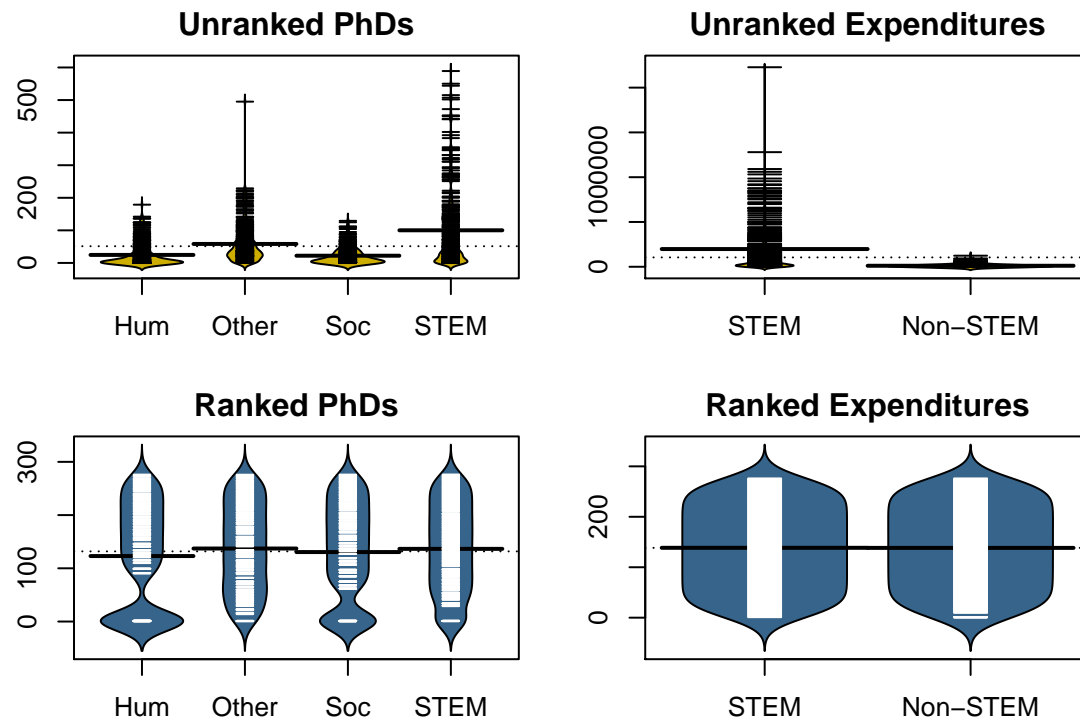 Unranked PhDs
500
200
0
Hum Other Soc STEM
Unranked Expenditures
1000000
0
STEM Non−STEM
Ranked PhDs
300
100
0
Hum Other Soc STEM
Ranked Expenditures
200
0
STEM Non−STEM